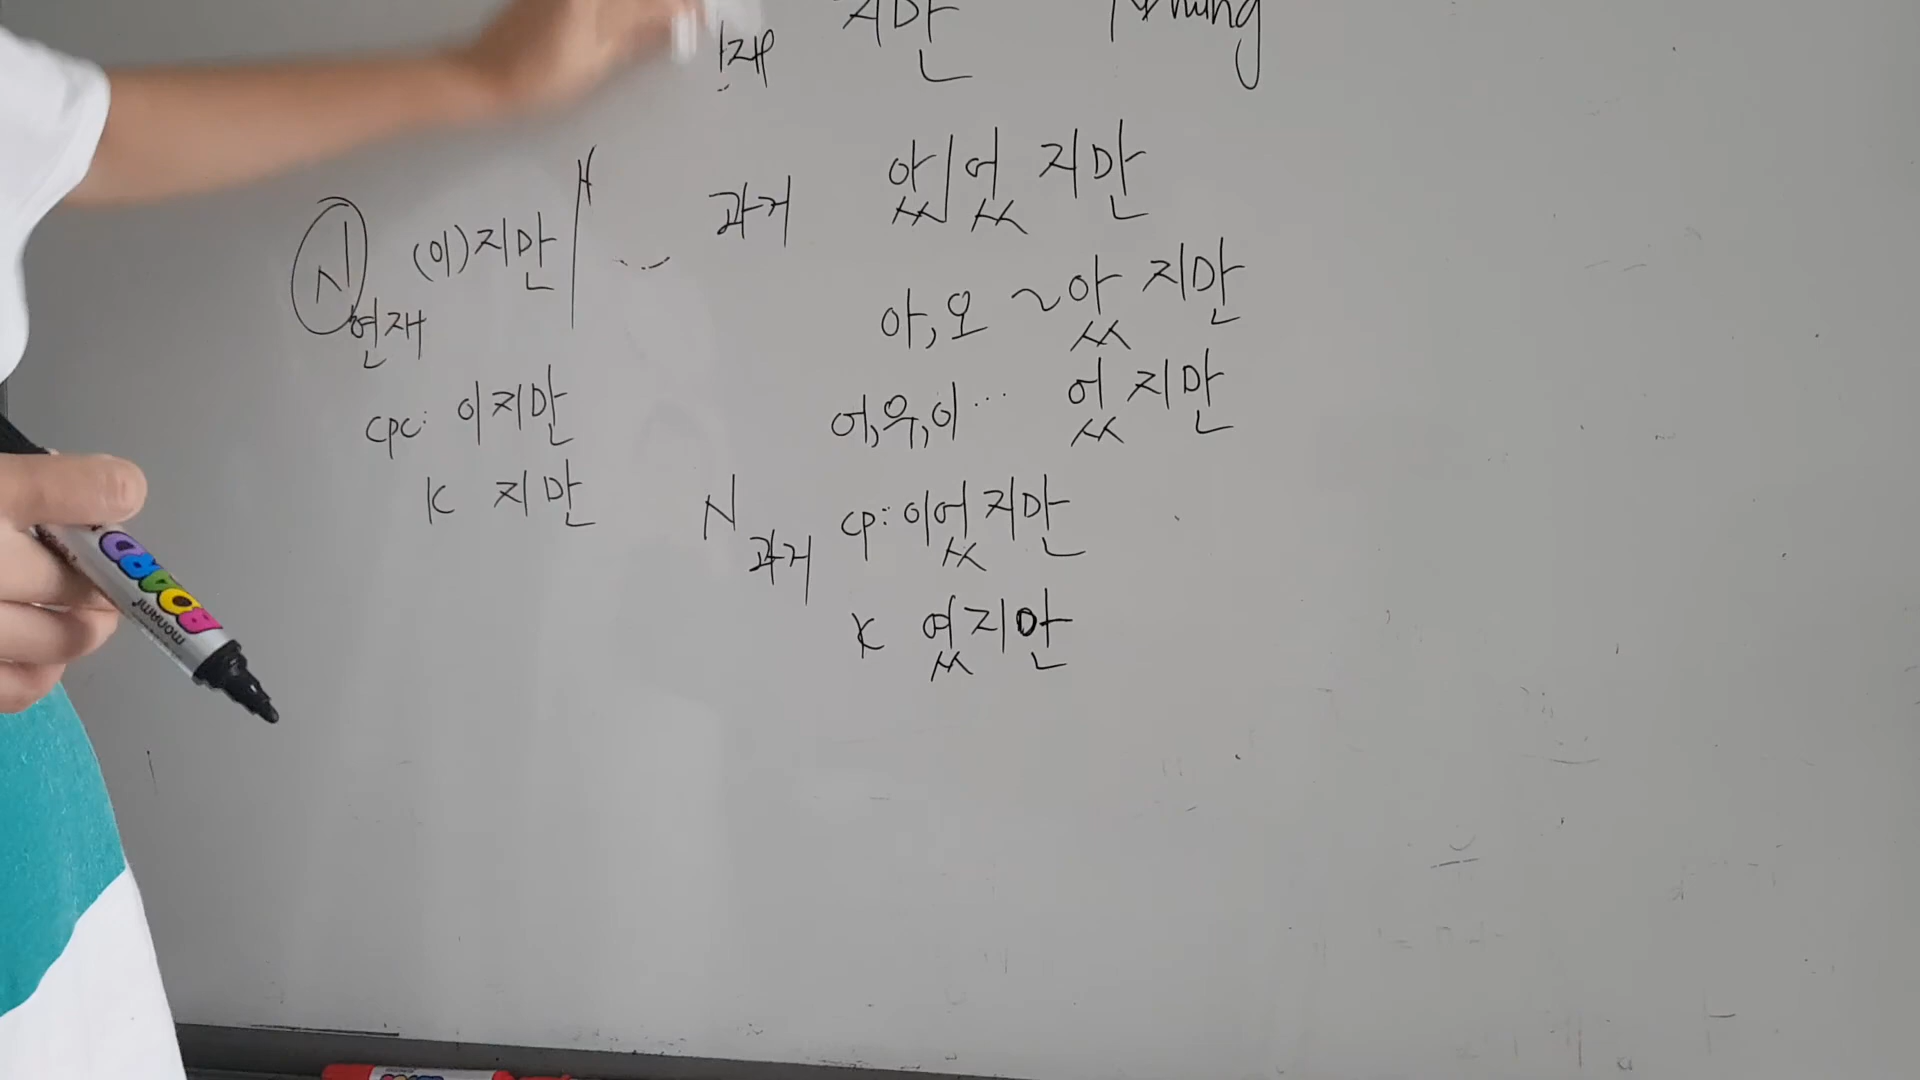 지만 nhưng
과거 았/었 지만
아,오 ~았 지만
어,우,이... 었 지만
N (이)지만
현재
cpc: 이지만
K 지만
N 과거 cp: 이었지만
K 였지만
BOARD
monami